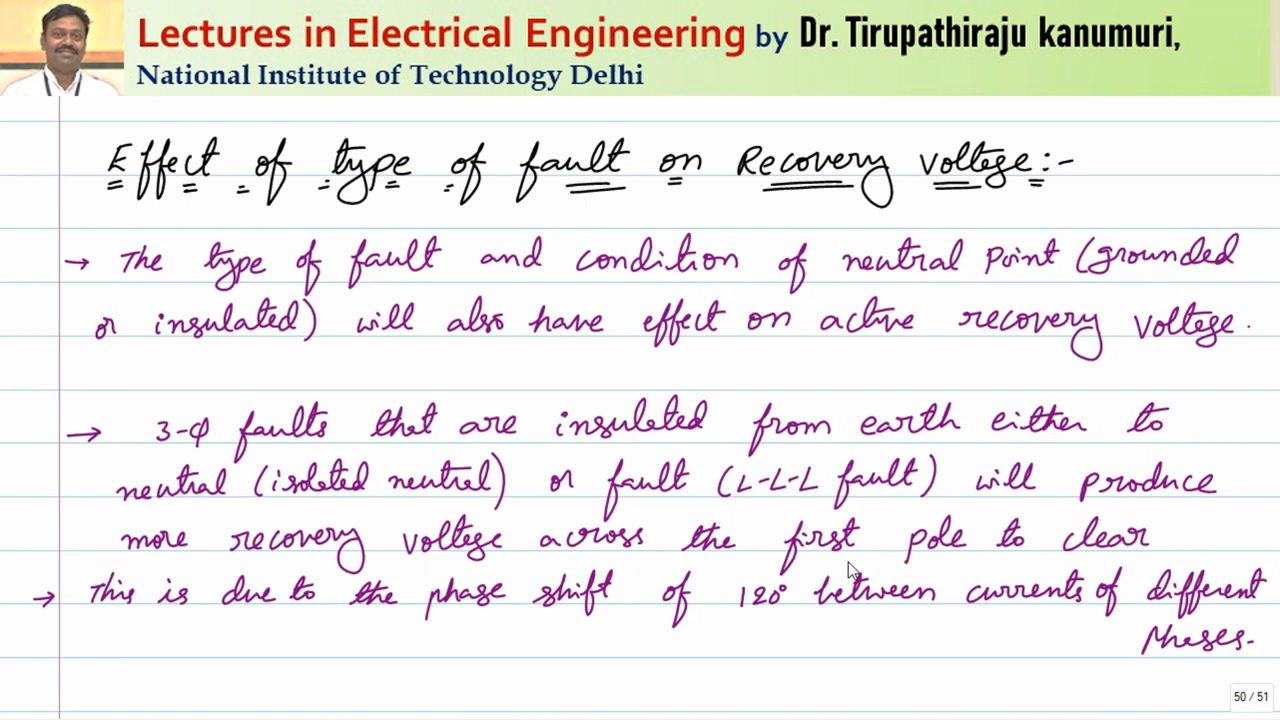 Lectures in Electrical Engineering by Dr. Tirupathiraju kanumuri,
National Institute of Technology Delhi
Effect of type of fault on Recovery voltege:-
→ The type of fault and condition of neutral point (grounded
or insulated) will also have effect on active recovery voltege.
→ 3-φ faults that are insulated from earth either to
neutral (isolated neutral) or fault (L-L-L fault) will produce
more recovery voltege across the first pole to clear
→ This is due to the phase shift of 120° between currents of different
Phases.
50 / 51